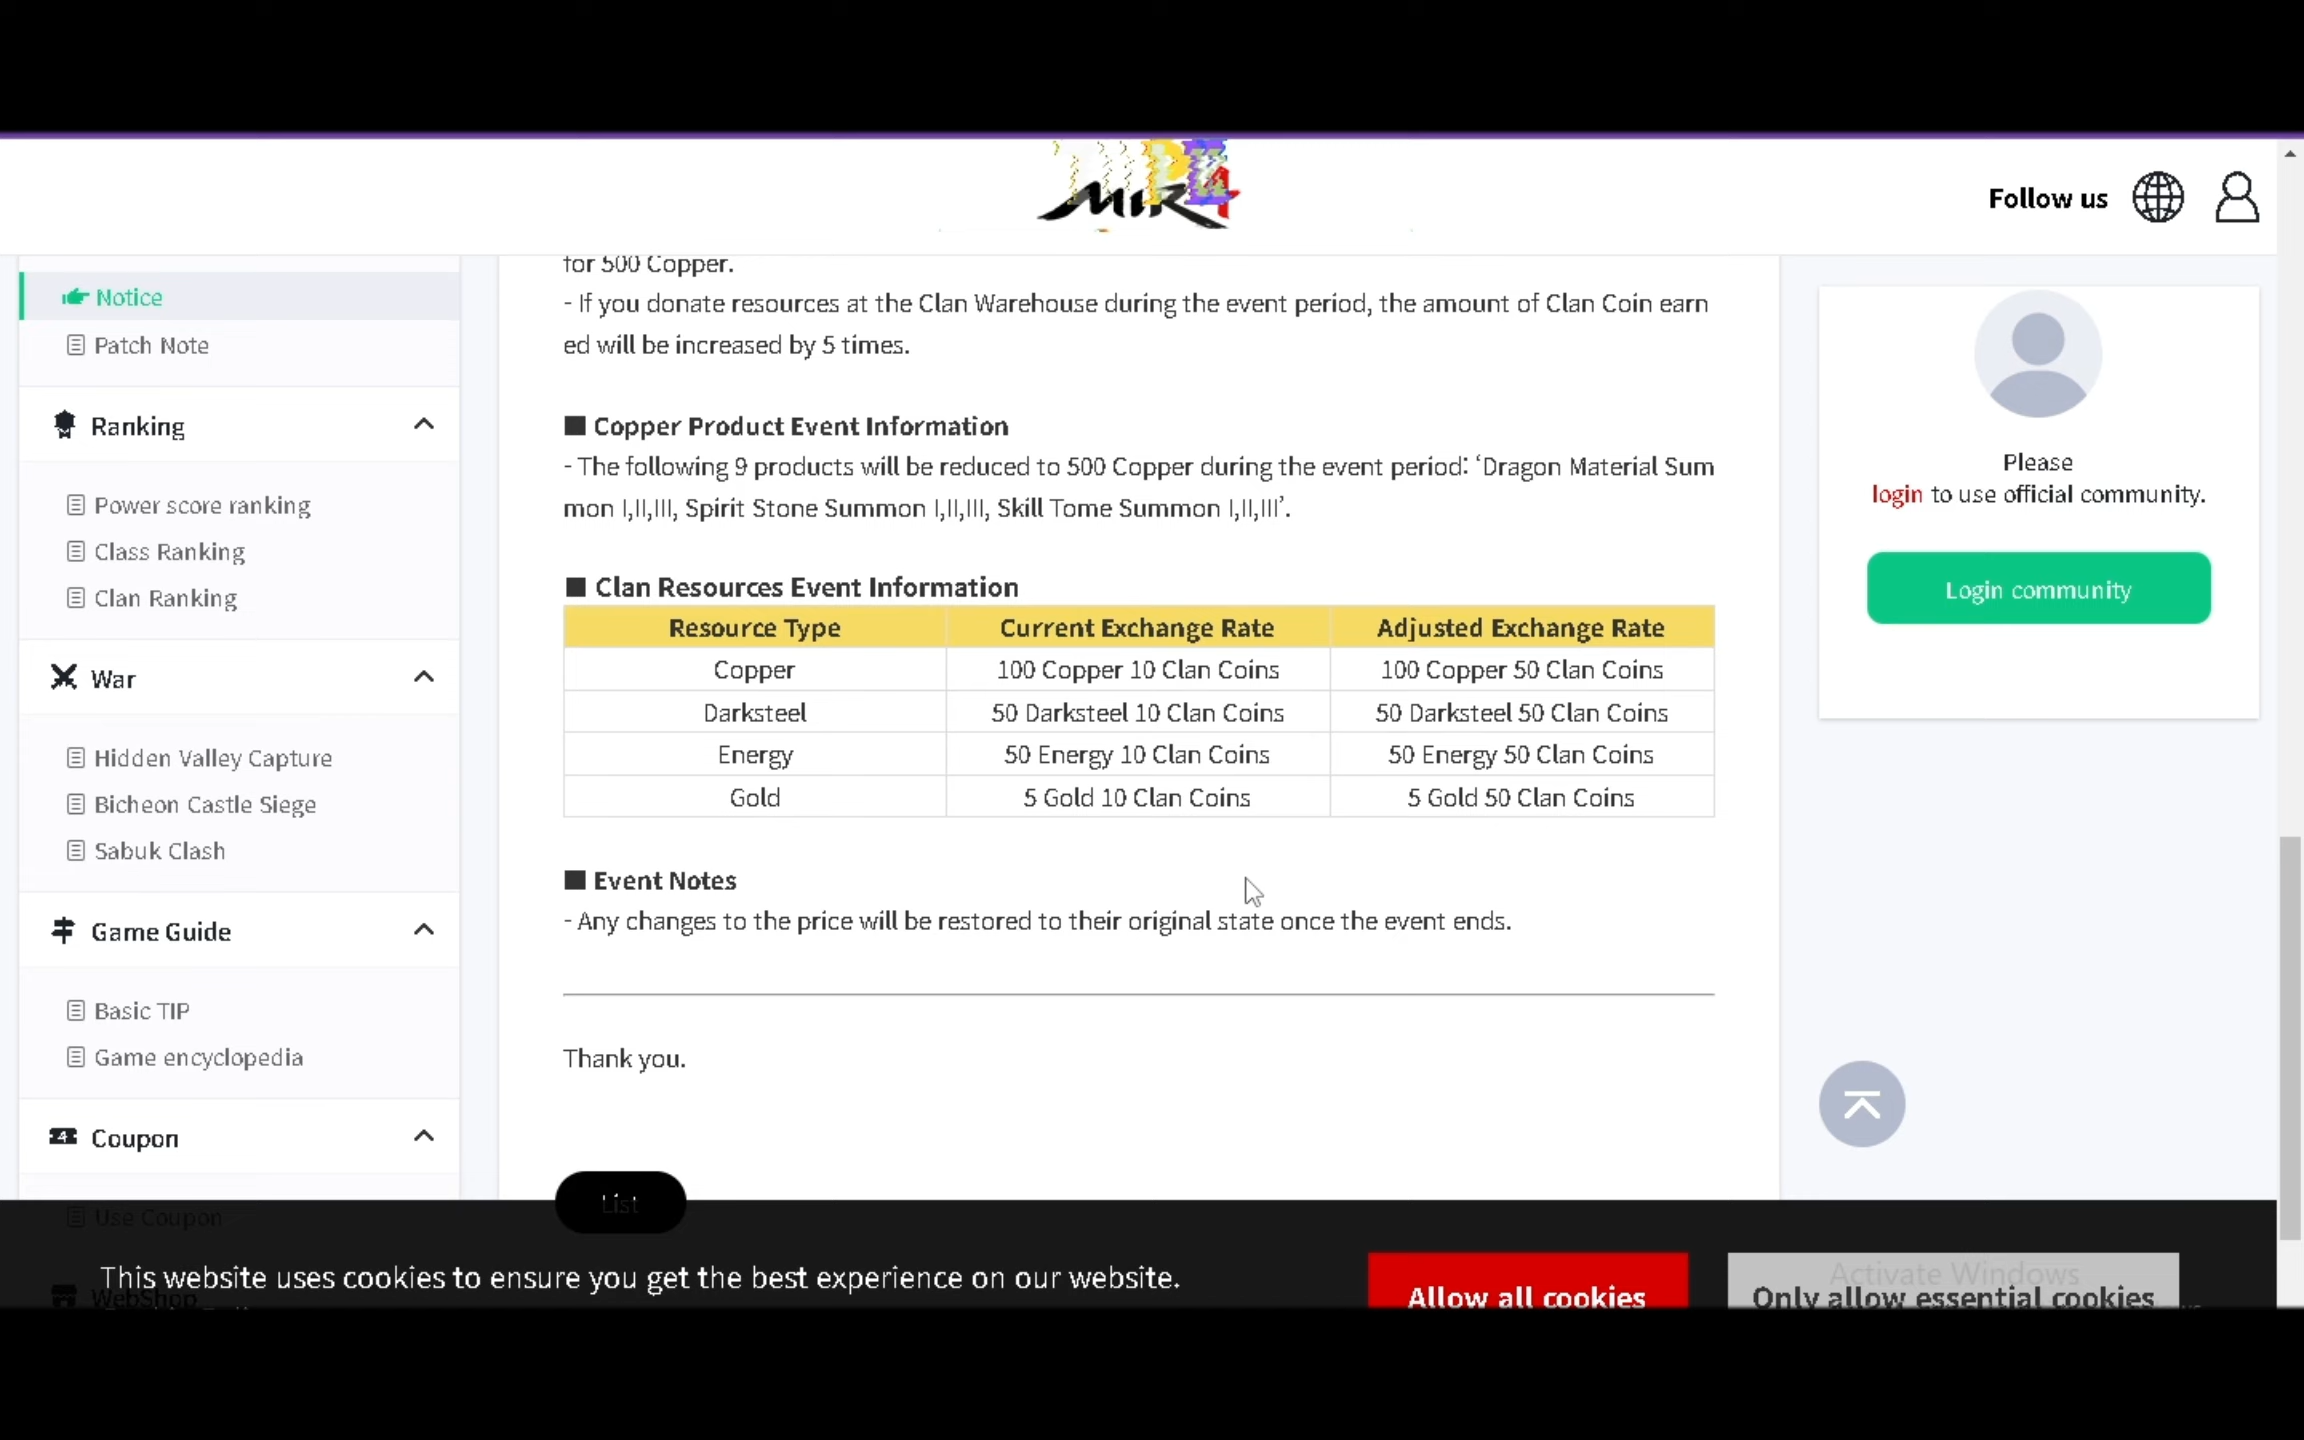 MIR4
Follow us
Notice
Patch Note
Ranking
Power score ranking
Class Ranking
Clan Ranking
War
Hidden Valley Capture
Bicheon Castle Siege
Sabuk Clash
Game Guide
Basic TIP
Game encyclopedia
Coupon
Use Coupon
WebShop
for 500 Copper.
- If you donate resources at the Clan Warehouse during the event period, the amount of Clan Coin earn
ed will be increased by 5 times.
■ Copper Product Event Information
- The following 9 products will be reduced to 500 Copper during the event period: ‘Dragon Material Sum
mon I,II,III, Spirit Stone Summon I,II,III, Skill Tome Summon I,II,III’.
■ Clan Resources Event Information
Resource Type Current Exchange Rate Adjusted Exchange Rate
Copper 100 Copper 10 Clan Coins 100 Copper 50 Clan Coins
Darksteel 50 Darksteel 10 Clan Coins 50 Darksteel 50 Clan Coins
Energy 50 Energy 10 Clan Coins 50 Energy 50 Clan Coins
Gold 5 Gold 10 Clan Coins 5 Gold 50 Clan Coins
■ Event Notes
- Any changes to the price will be restored to their original state once the event ends.
Thank you.
List
Please
login to use official community.
Login community
This website uses cookies to ensure you get the best experience on our website.
Allow all cookies
Activate Windows
Only allow essential cookies